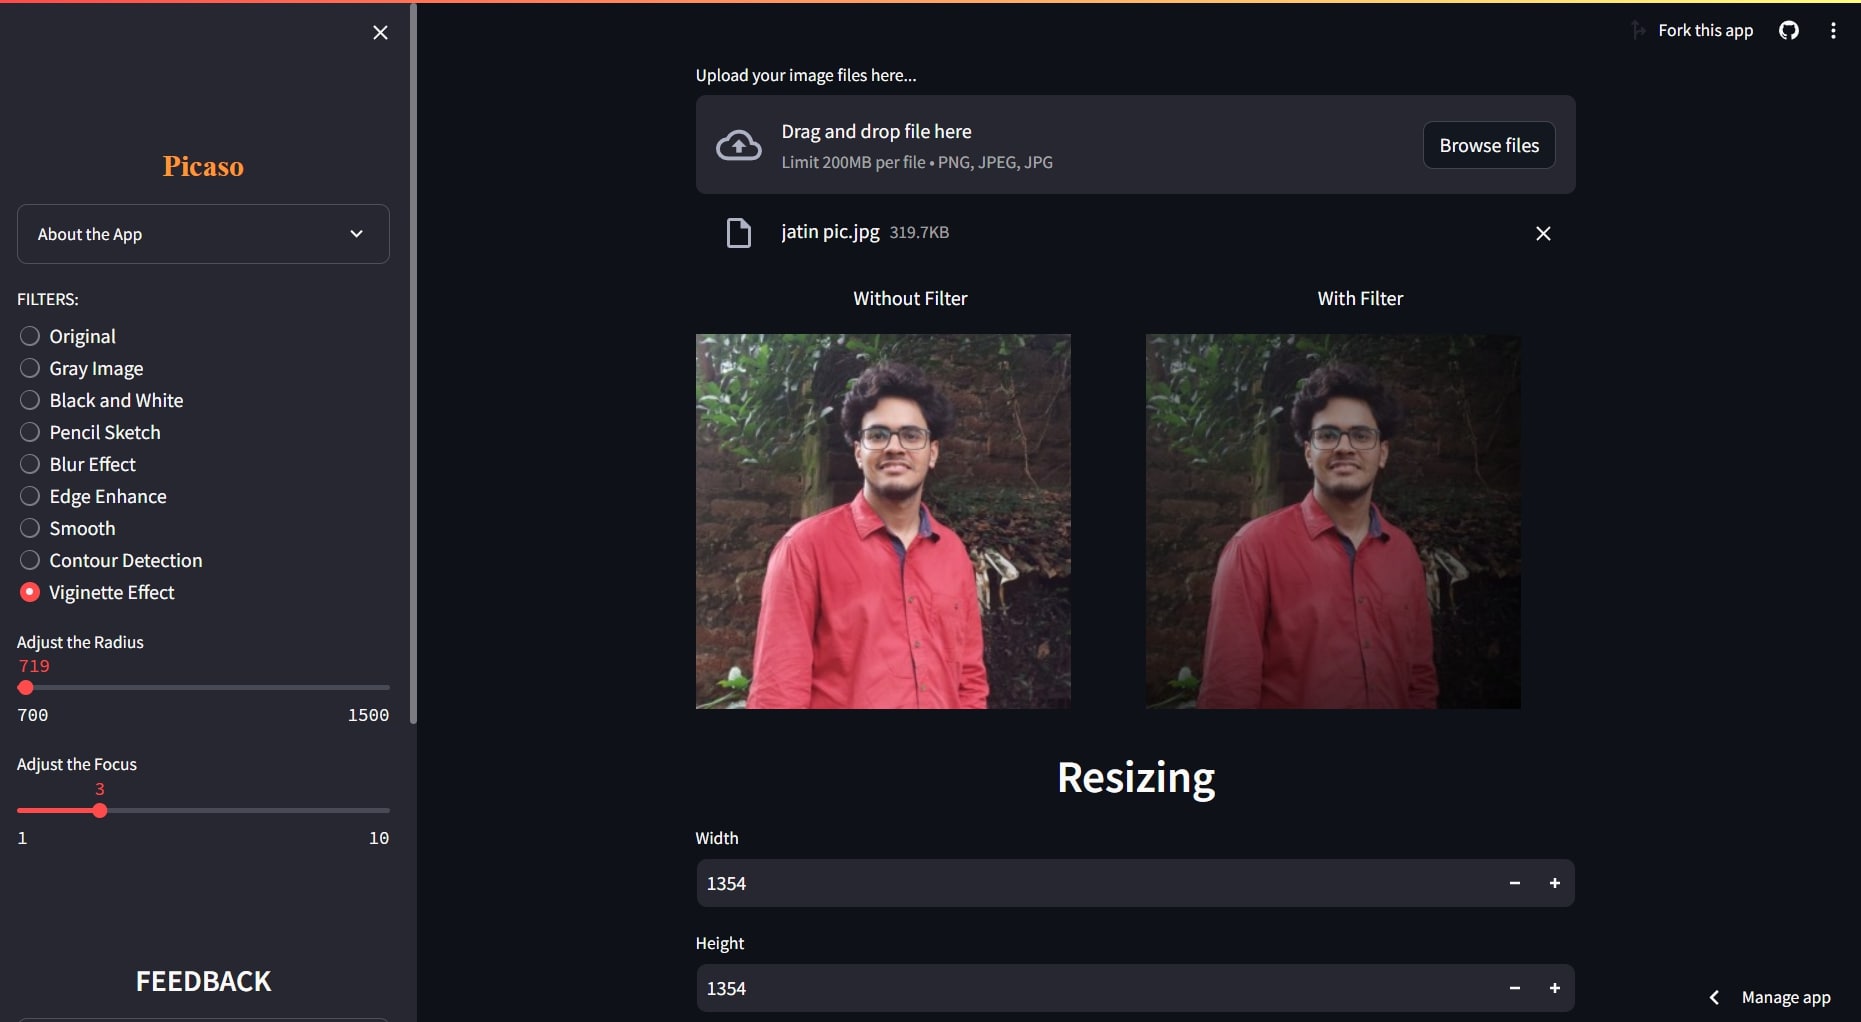 Fork this app
Picaso
About the App
FILTERS:
Original
Gray Image
Black and White
Pencil Sketch
Blur Effect
Edge Enhance
Smooth
Contour Detection
Viginette Effect
Adjust the Radius
719
700 1500
Adjust the Focus
3
1 10
FEEDBACK
Upload your image files here...
Drag and drop file here
Limit 200MB per file • PNG, JPEG, JPG
Browse files
jatin pic.jpg 319.7KB
Without Filter With Filter
Resizing
Width
1354
Height
1354
Manage app